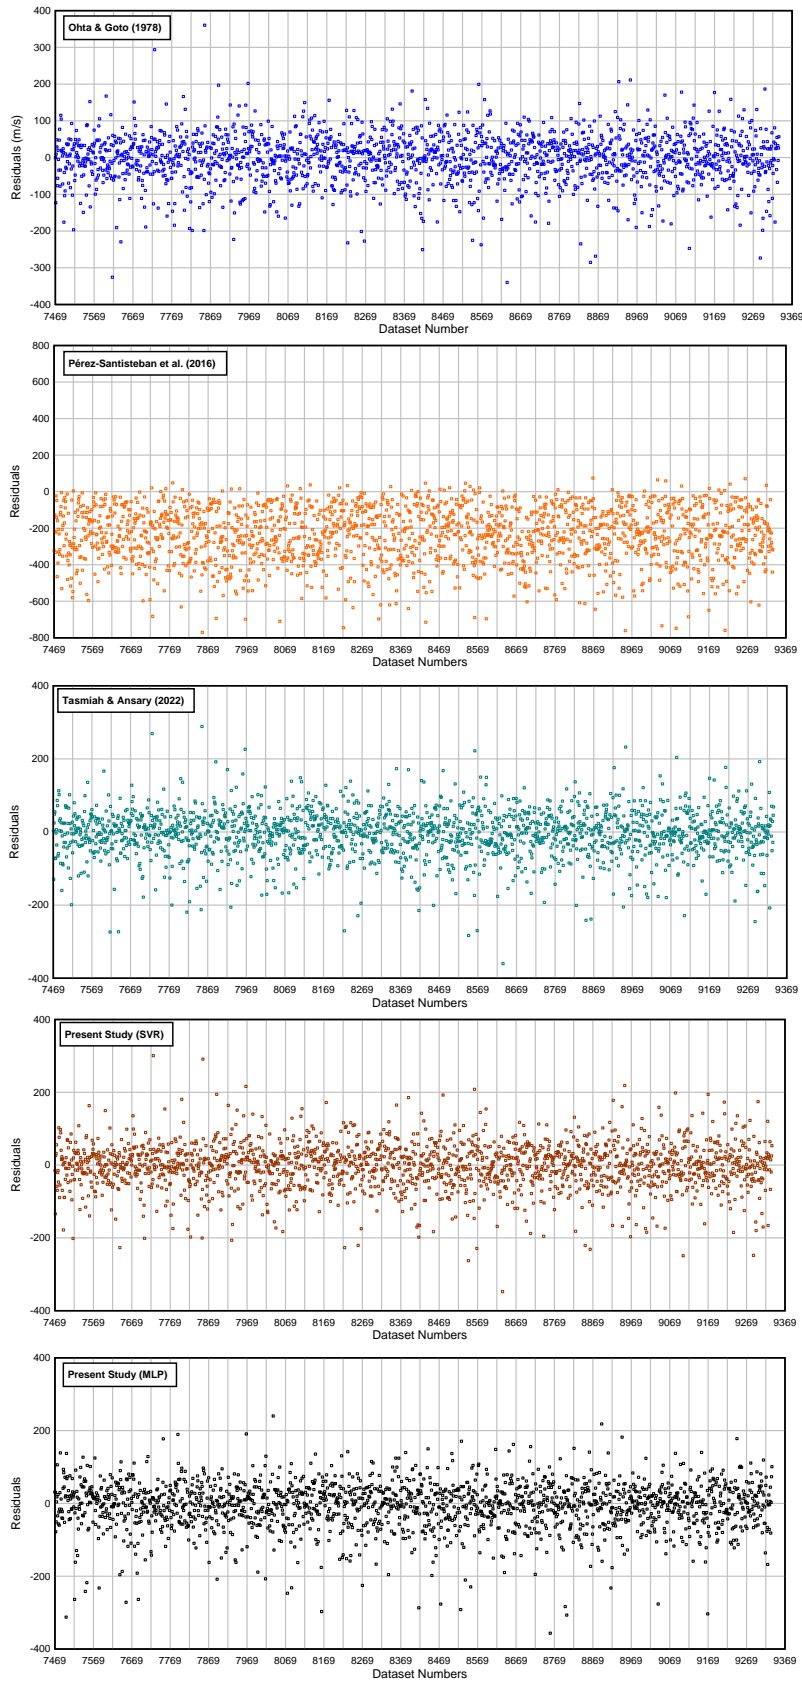 400
Ohta & Goto (1978)
300
200
100
0
-100
-200
-300
-400
Residuals (m/s)
7469 7569 7669 7769 7869 7969 8069 8169 8269 8369 8469 8569 8669 8769 8869 8969 9069 9169 9269 9369
Dataset Number
800
Pérez-Santisteban et al. (2016)
600
400
200
0
-200
-400
-600
-800
Residuals
7469 7569 7669 7769 7869 7969 8069 8169 8269 8369 8469 8569 8669 8769 8869 8969 9069 9169 9269 9369
Dataset Numbers
400
Tasmiah & Ansary (2022)
200
0
-200
-400
Residuals
7469 7569 7669 7769 7869 7969 8069 8169 8269 8369 8469 8569 8669 8769 8869 8969 9069 9169 9269 9369
Dataset Numbers
400
Present Study (SVR)
200
0
-200
-400
Residuals
7469 7569 7669 7769 7869 7969 8069 8169 8269 8369 8469 8569 8669 8769 8869 8969 9069 9169 9269 9369
Dataset Numbers
400
Present Study (MLP)
200
0
-200
-400
Residuals
7469 7569 7669 7769 7869 7969 8069 8169 8269 8369 8469 8569 8669 8769 8869 8969 9069 9169 9269 9369
Dataset Numbers